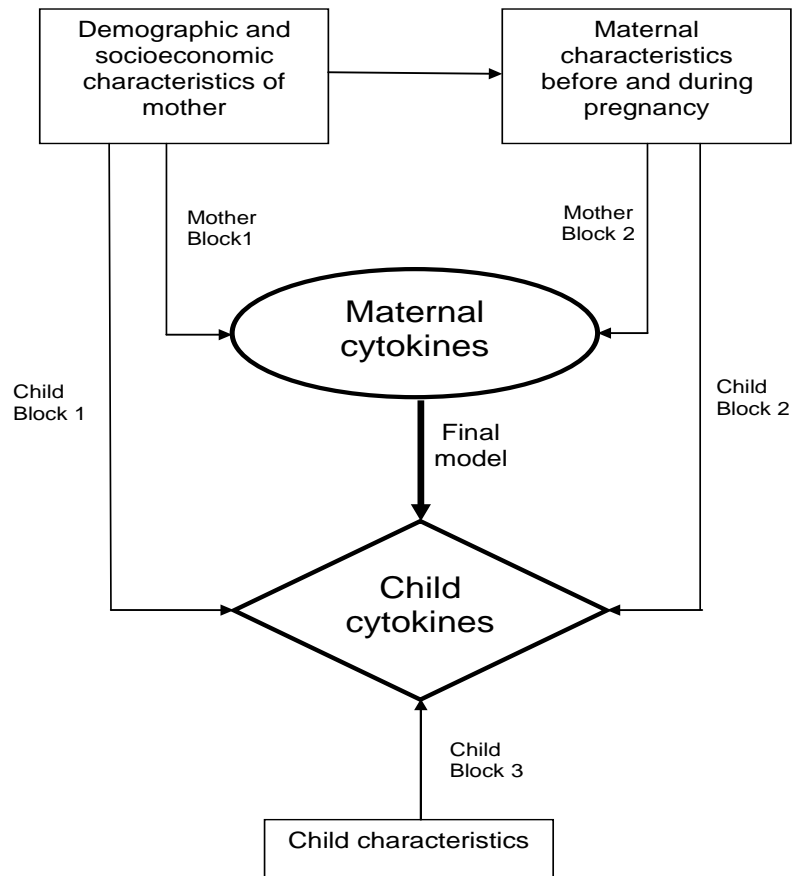 Demographic and
socioeconomic
characteristics of
mother
Maternal
characteristics
before and during
pregnancy
Mother
Block1
Mother
Block 2
Maternal
cytokines
Child
Block 1
Child
Block 2
Final
model
Child
cytokines
Child
Block 3
Child characteristics